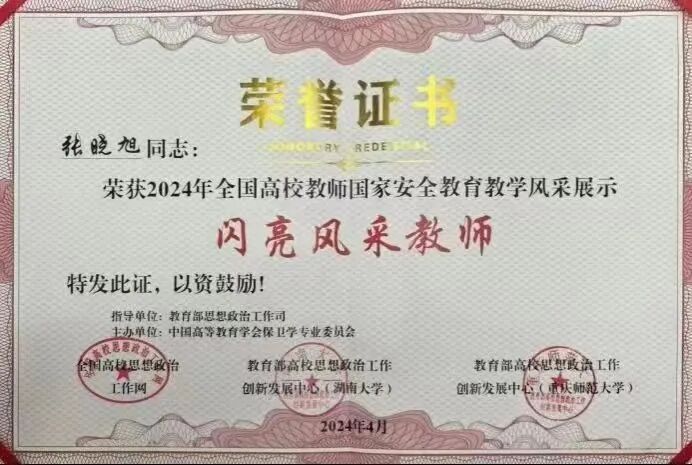 荣誉证书
HONORARY CREDENTIAL
张晓旭 同志：
荣获2024年全国高校教师国家安全教育教学风采展示
闪亮风采教师
特发此证，以资鼓励！
指导单位：教育部思想政治工作司
主办单位：中国高等教育学会保卫学专业委员会
全国高校思想政治 教育部高校思想政治工作 教育部高校思想政治工作
工作网 创新发展中心（湖南大学） 创新发展中心（重庆师范大学）
2024年4月